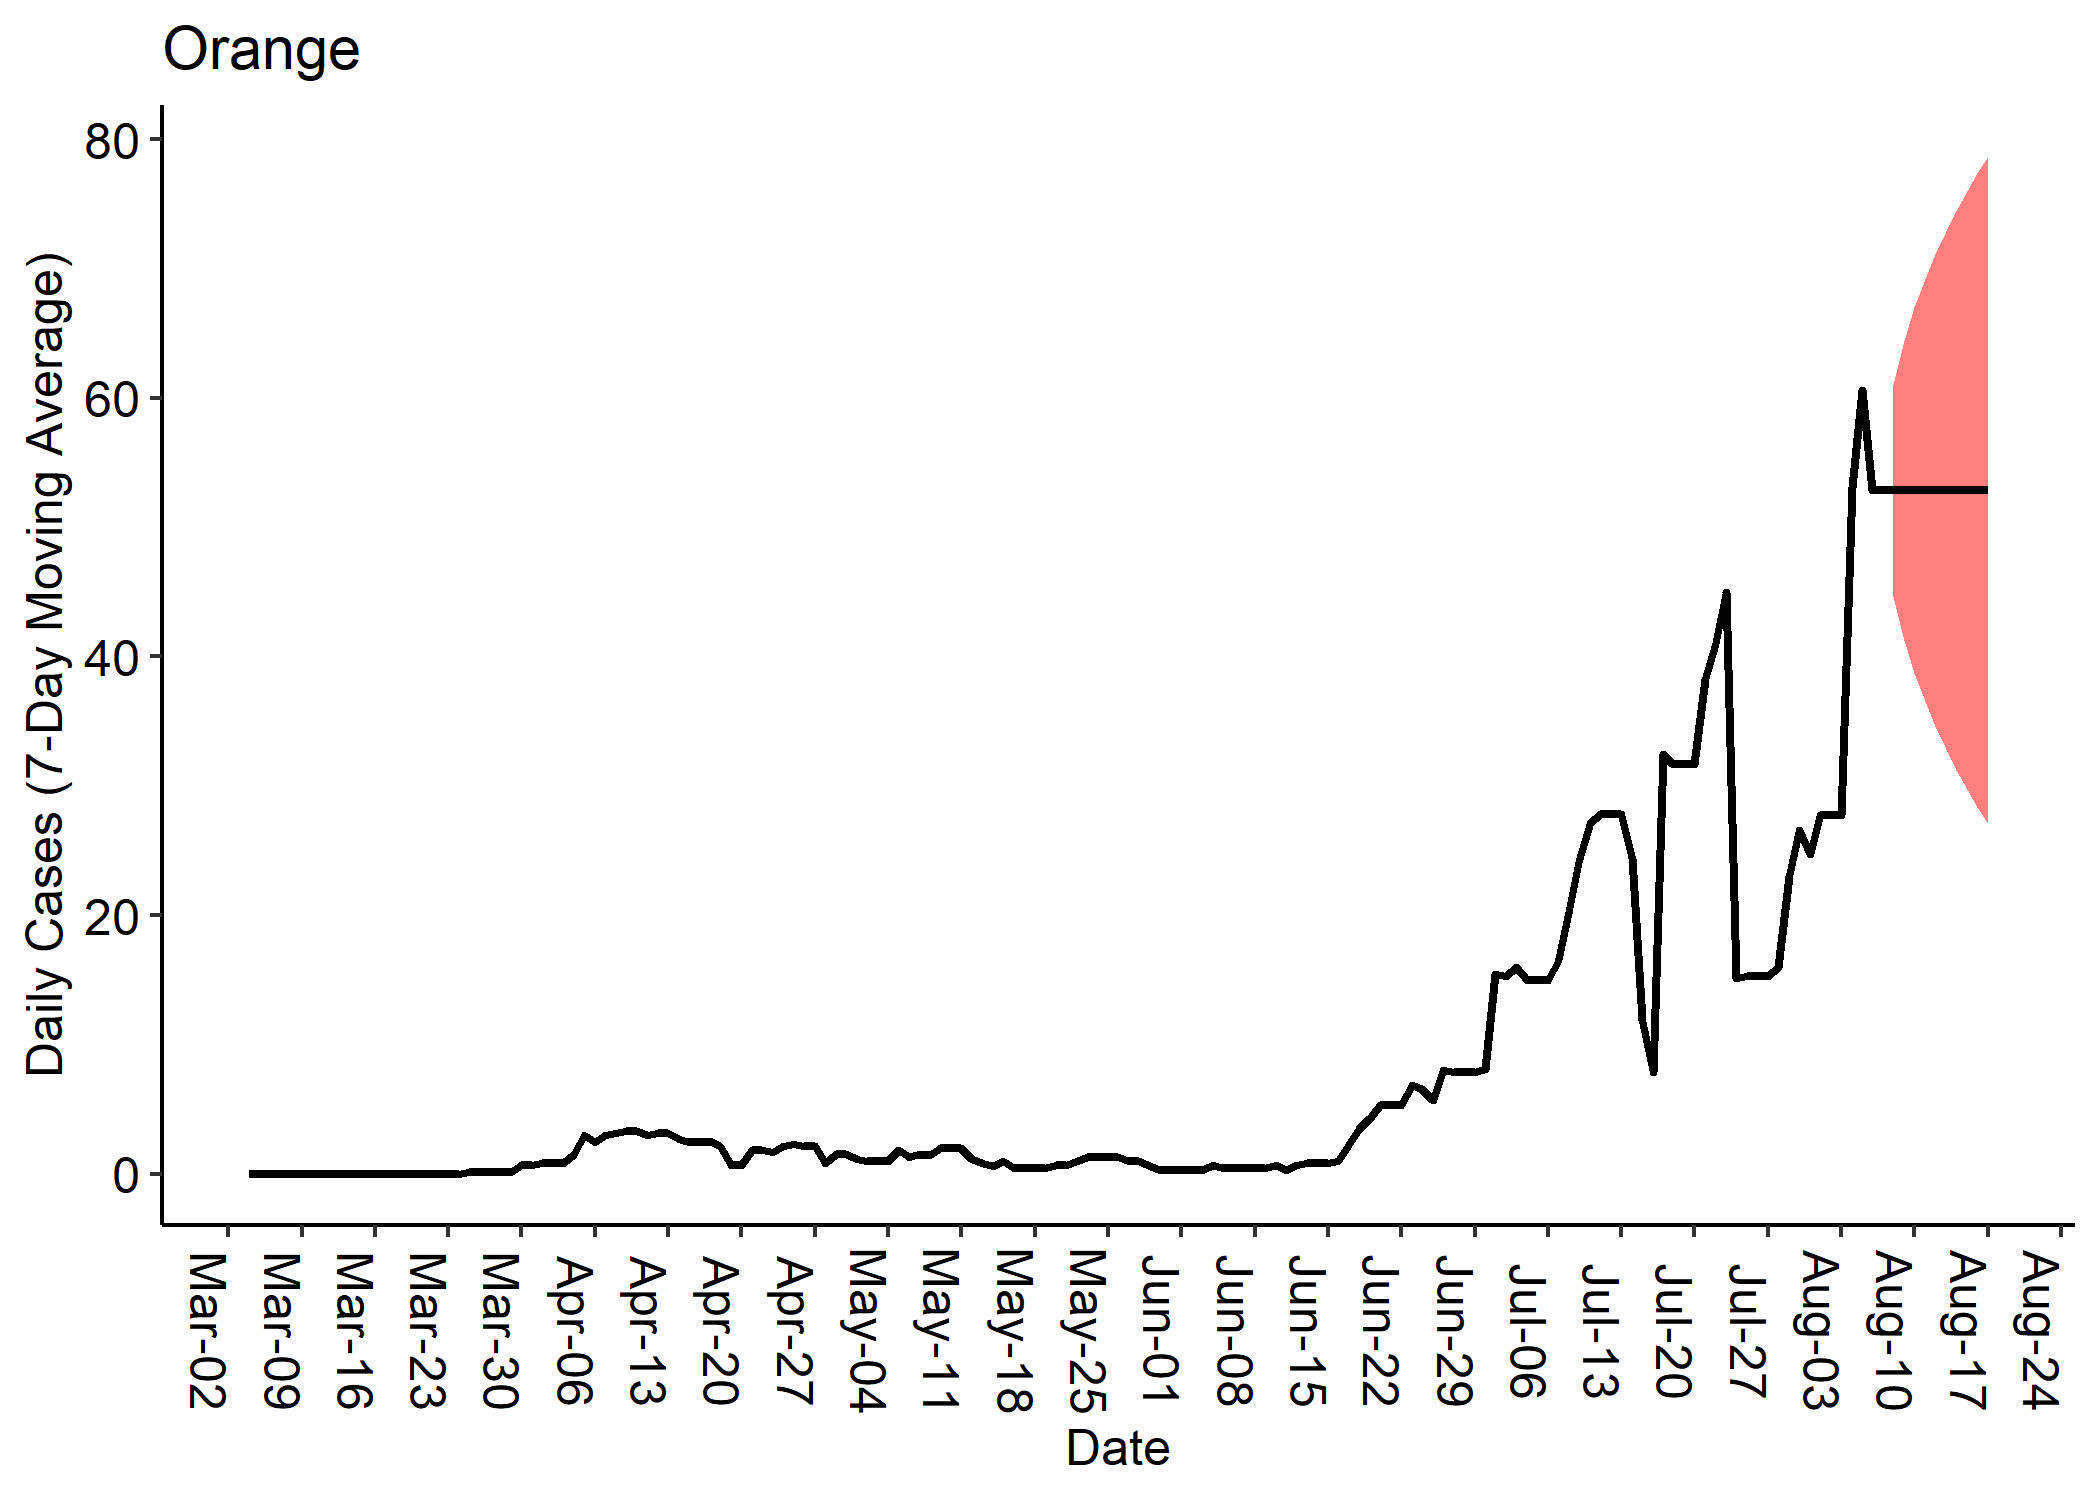 Orange
Daily Cases (7-Day Moving Average)
80
60
40
20
0
Mar-02
Mar-09
Mar-16
Mar-23
Mar-30
Apr-06
Apr-13
Apr-20
Apr-27
May-04
May-11
May-18
May-25
Jun-01
Jun-08
Jun-15
Jun-22
Jun-29
Jul-06
Jul-13
Jul-20
Jul-27
Aug-03
Aug-10
Aug-17
Aug-24
Date